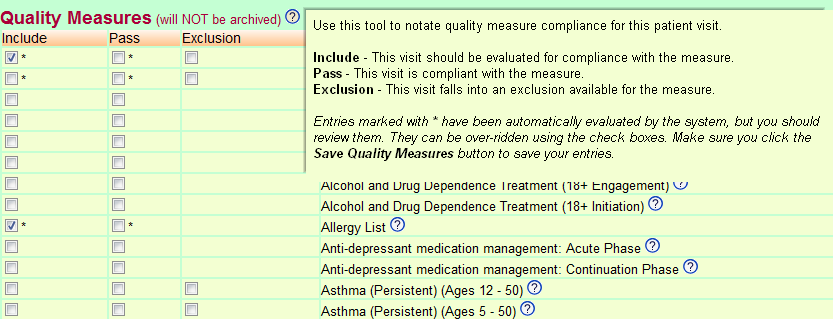 Quality Measures (will NOT be archived) ?
Include Pass Exclusion
* *
* *
Use this tool to notate quality measure compliance for this patient visit.
Include - This visit should be evaluated for compliance with the measure.
Pass - This visit is compliant with the measure.
Exclusion - This visit falls into an exclusion available for the measure.
Entries marked with * have been automatically evaluated by the system, but you should
review them. They can be over-ridden using the check boxes. Make sure you click the
Save Quality Measures button to save your entries.
Alcohol and Drug Dependence Treatment (18+ Engagement) ?
Alcohol and Drug Dependence Treatment (18+ Initiation) ?
* * Allergy List ?
Anti-depressant medication management: Acute Phase ?
Anti-depressant medication management: Continuation Phase ?
Asthma (Persistent) (Ages 12 - 50) ?
Asthma (Persistent) (Ages 5 - 50) ?